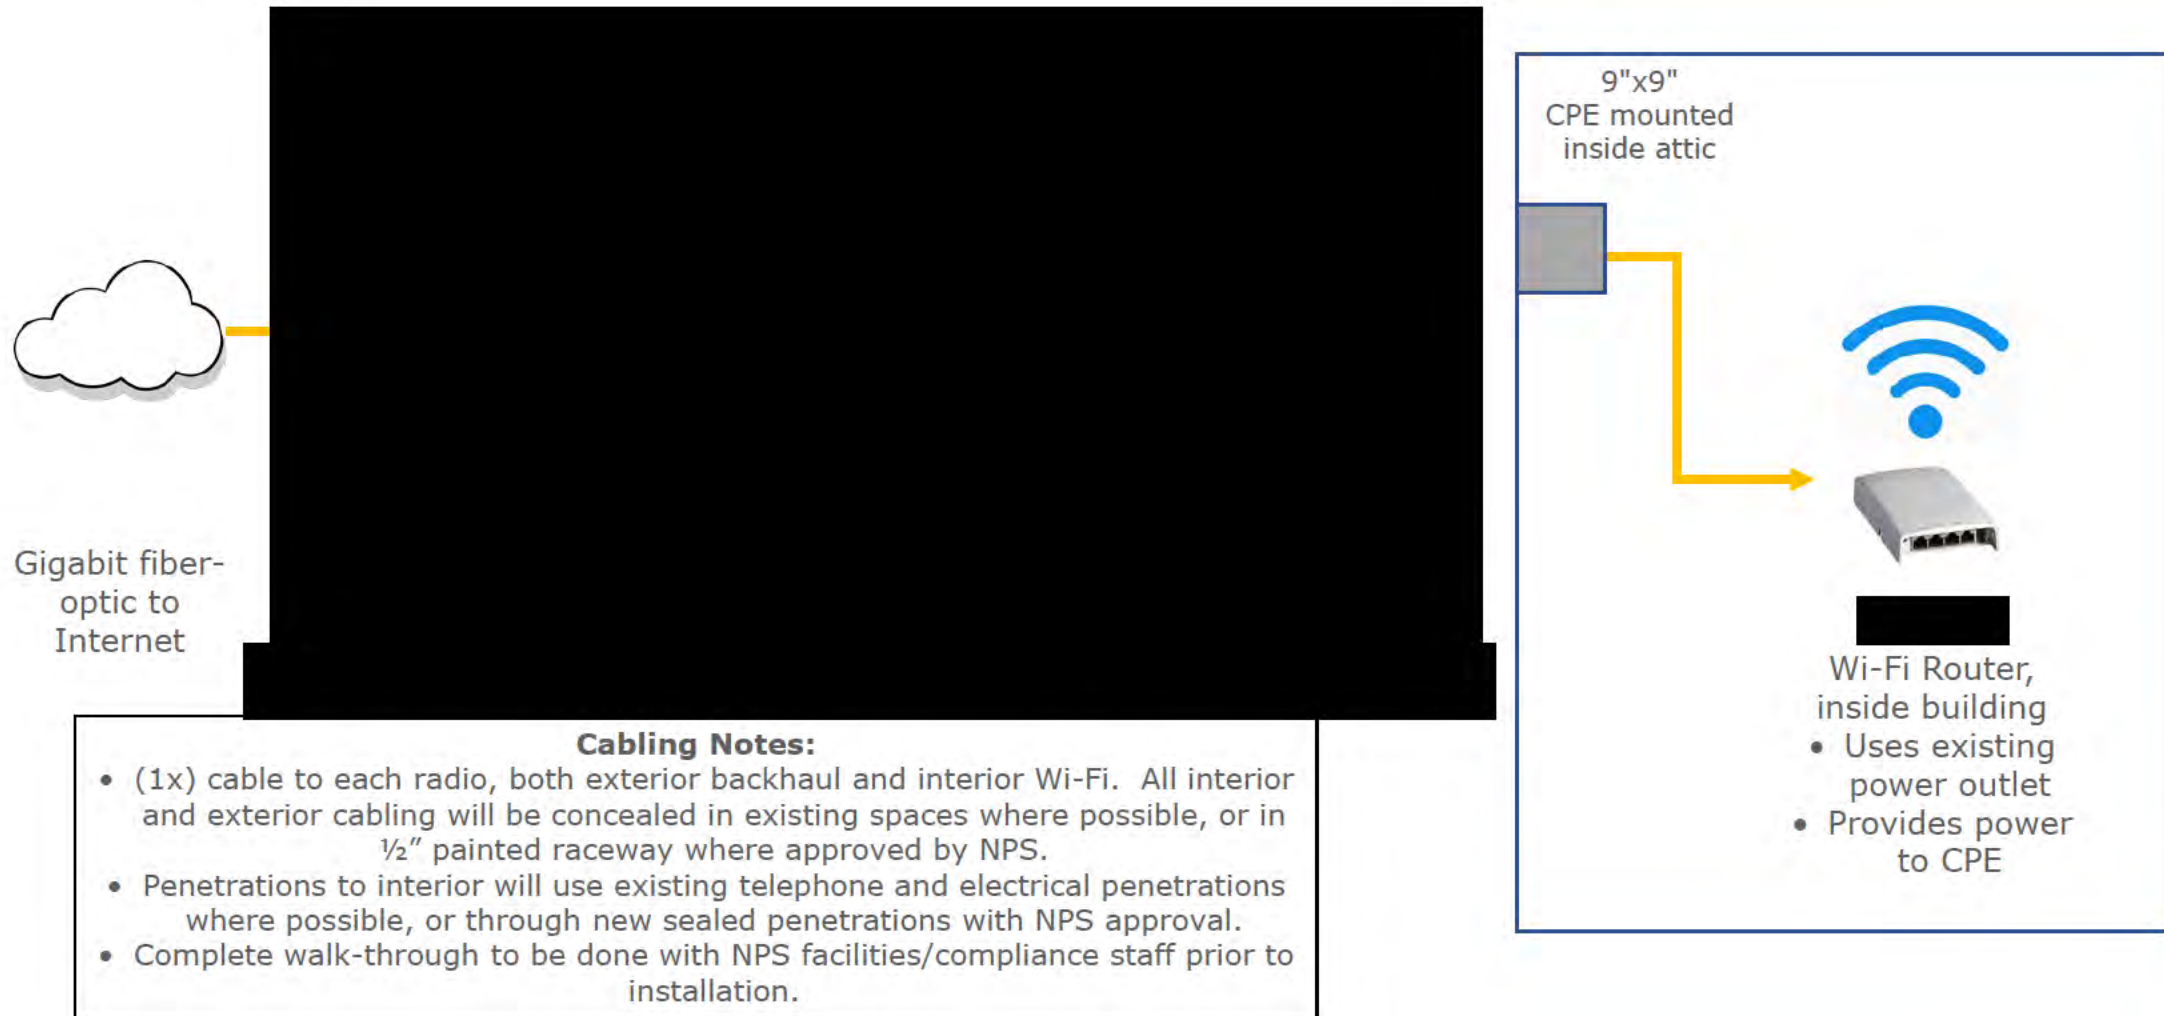 9"x9"
CPE mounted
inside attic
Gigabit fiber-
optic to
Internet
Wi-Fi Router,
inside building
• Uses existing
power outlet
• Provides power
to CPE
Cabling Notes:
• (1x) cable to each radio, both exterior backhaul and interior Wi-Fi.  All interior
and exterior cabling will be concealed in existing spaces where possible, or in
½” painted raceway where approved by NPS.
• Penetrations to interior will use existing telephone and electrical penetrations
where possible, or through new sealed penetrations with NPS approval.
• Complete walk-through to be done with NPS facilities/compliance staff prior to
installation.